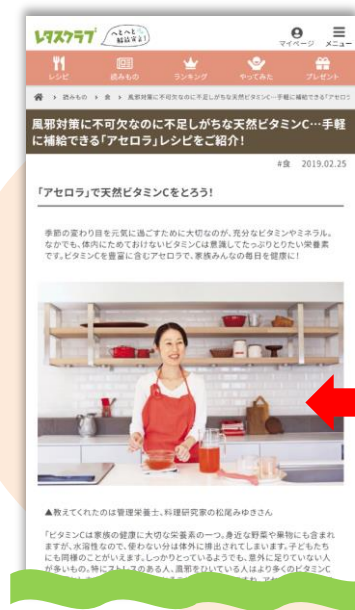 レタスクラブ
へとへと
解放宣言!
マイページ メニュー
レシピ 読みもの ランキング やってみた プレゼント
> 読みもの > 食 > 風邪対策に不可欠なのに不足しがちな天然ビタミンC…手軽に補給できる「アセロラ
風邪対策に不可欠なのに不足しがちな天然ビタミンC…手軽
に補給できる「アセロラ」レシピをご紹介!
#食 2019.02.25
「アセロラ」で天然ビタミンCをとろう!
季節の変わり目を元気に過ごすために大切なのが、充分なビタミンやミネラル。
なかでも、体内にためておけないビタミンCは意識してたっぷりとりたい栄養素
です。ビタミンCを豊富に含むアセロラで、家族みんなの毎日を健康に!
▲教えてくれたのは管理栄養士、料理研究家の松尾みゆきさん
「ビタミンCは家族の健康に大切な栄養素の一つ。身近な野菜や果物にも含まれ
ますが、水溶性なので、使わない分は体外に排出されてしまいます。子どもたち
にも同様のことがいえます。しっかりとっているようでも、意外に足りていない人
が多いもの。特にストレスのある人、風邪をひいている人はより多くのビタミンC